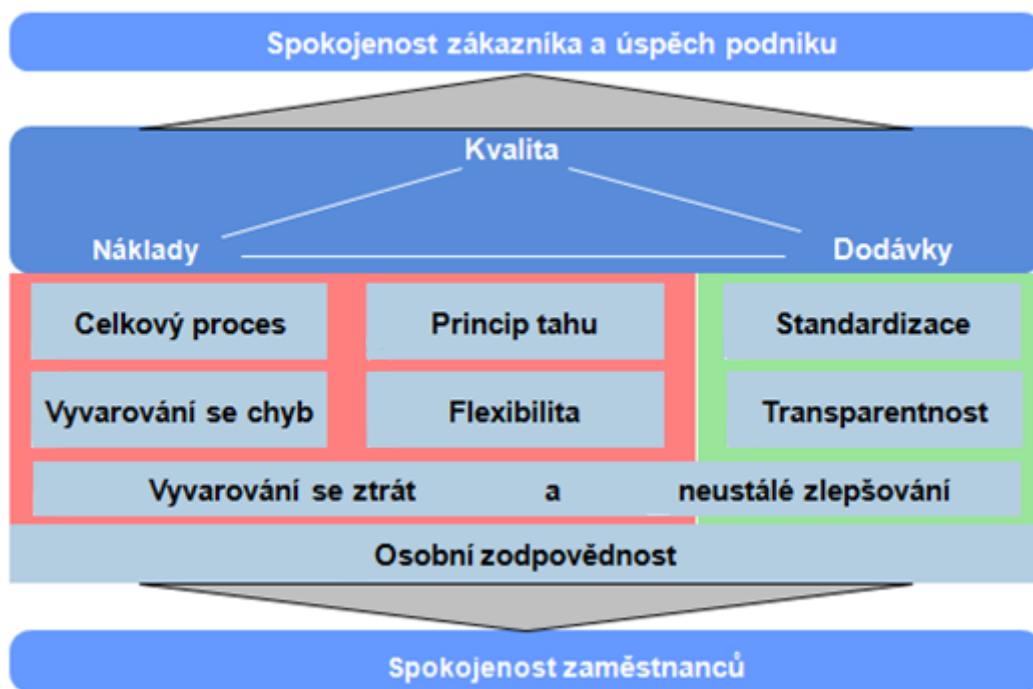 Spokojenost zákazníka a úspěch podniku
Kvalita
Náklady
Dodávky
Celkový proces
Princip tahu
Standardizace
Vyvarování se chyb
Flexibilita
Transparentnost
Vyvarování se ztrát a neustálé zlepšování
Osobní zodpovědnost
Spokojenost zaměstnanců